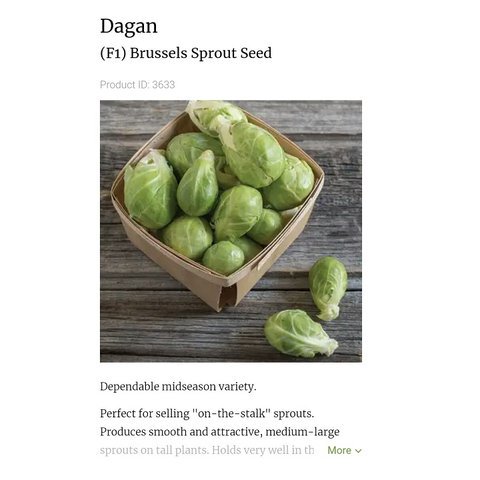 Dagan
(F1) Brussels Sprout Seed
Product ID: 3633
Dependable midseason variety.
Perfect for selling "on-the-stalk" sprouts.
Produces smooth and attractive, medium-large
sprouts on tall plants. Holds very well in th More